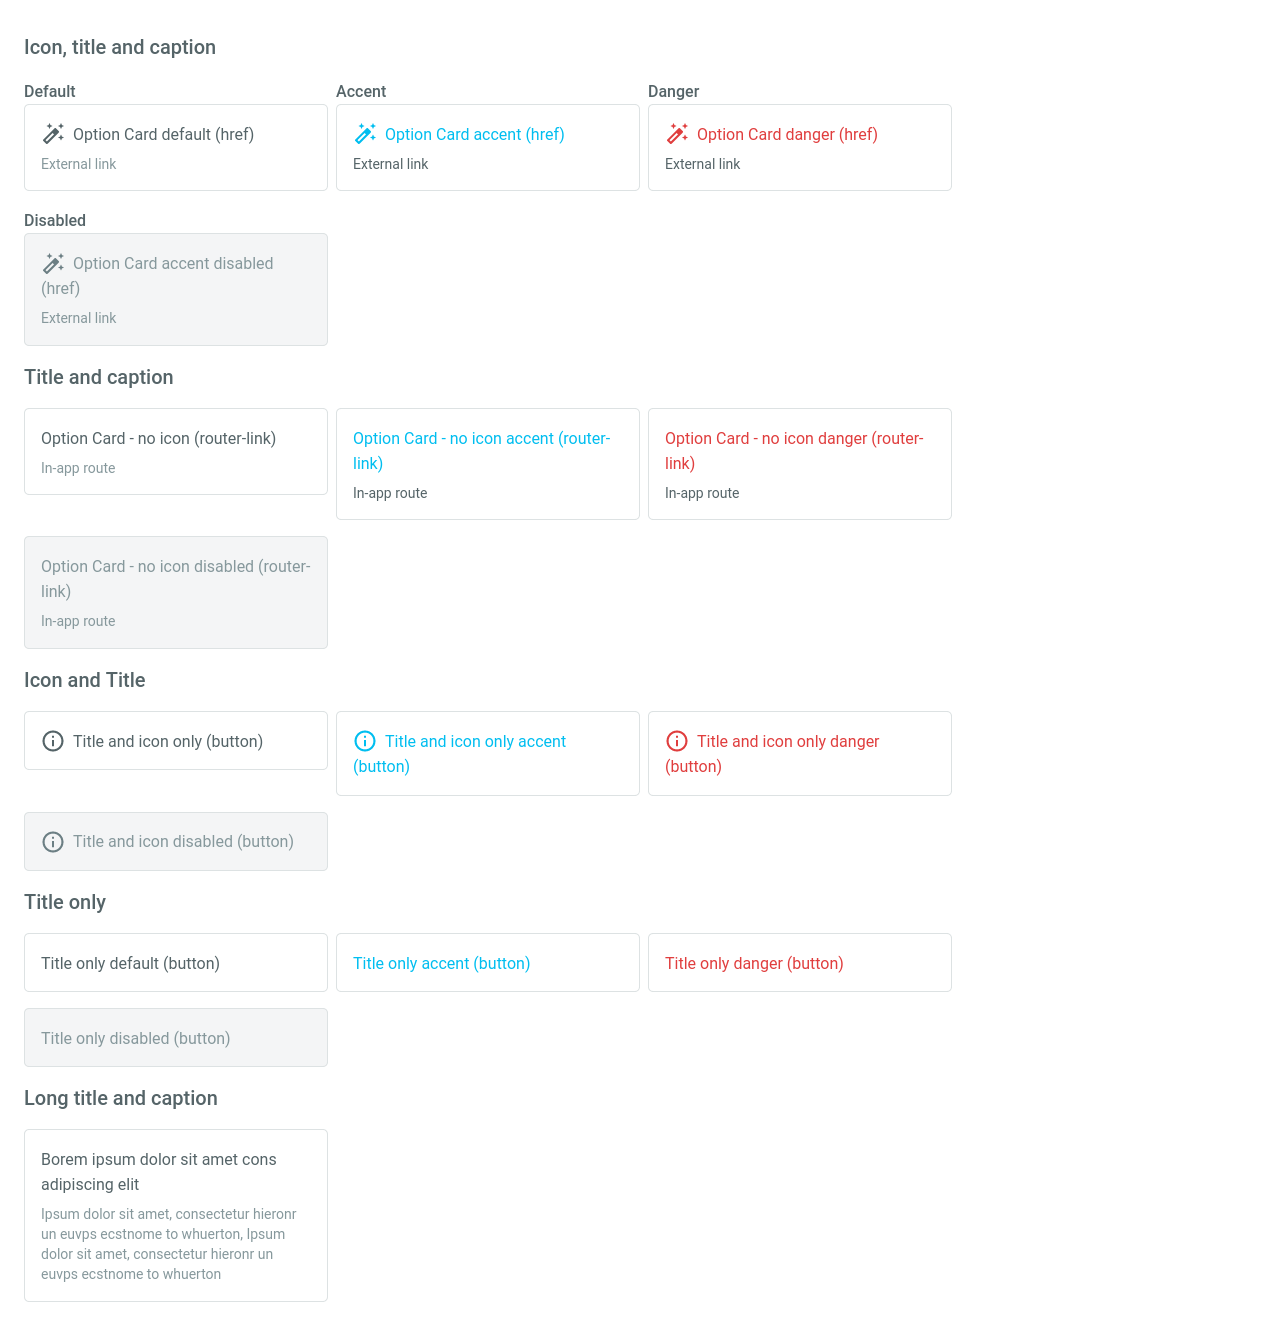 Icon, title and caption
Default
Accent
Danger
Option Card default (href)
External link
Option Card accent (href)
External link
Option Card danger (href)
External link
Disabled
Option Card accent disabled
(href)
External link
Title and caption
Option Card - no icon (router-link)
In-app route
Option Card - no icon accent (router-
link)
In-app route
Option Card - no icon danger (router-
link)
In-app route
Option Card - no icon disabled (router-
link)
In-app route
Icon and Title
Title and icon only (button)
Title and icon only accent
(button)
Title and icon only danger
(button)
Title and icon disabled (button)
Title only
Title only default (button)
Title only accent (button)
Title only danger (button)
Title only disabled (button)
Long title and caption
Borem ipsum dolor sit amet cons
adipiscing elit
Ipsum dolor sit amet, consectetur hieronr
un euvps ecstnome to whuerton, Ipsum
dolor sit amet, consectetur hieronr un
euvps ecstnome to whuerton